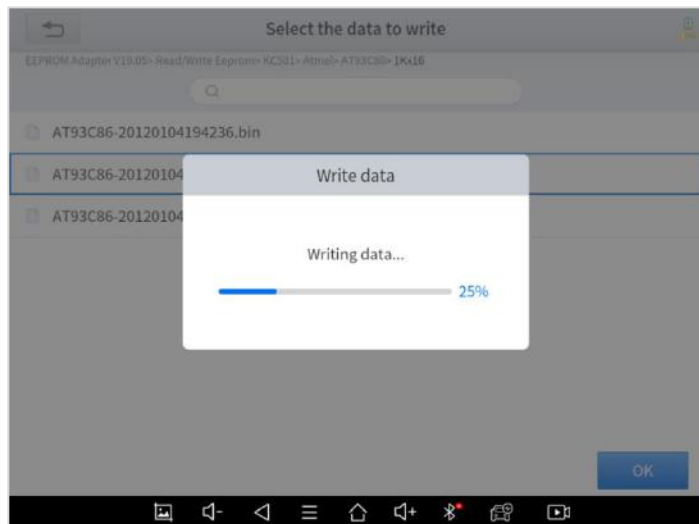 Select the data to write
EEPROM Adapter V19.05> Read/Write Eeprom> KC501> Atmel> AT93C86> 1Kx16
AT93C86-20120104194236.bin
AT93C86-20120104
AT93C86-20120104
Write data
Writing data...
25%
OK